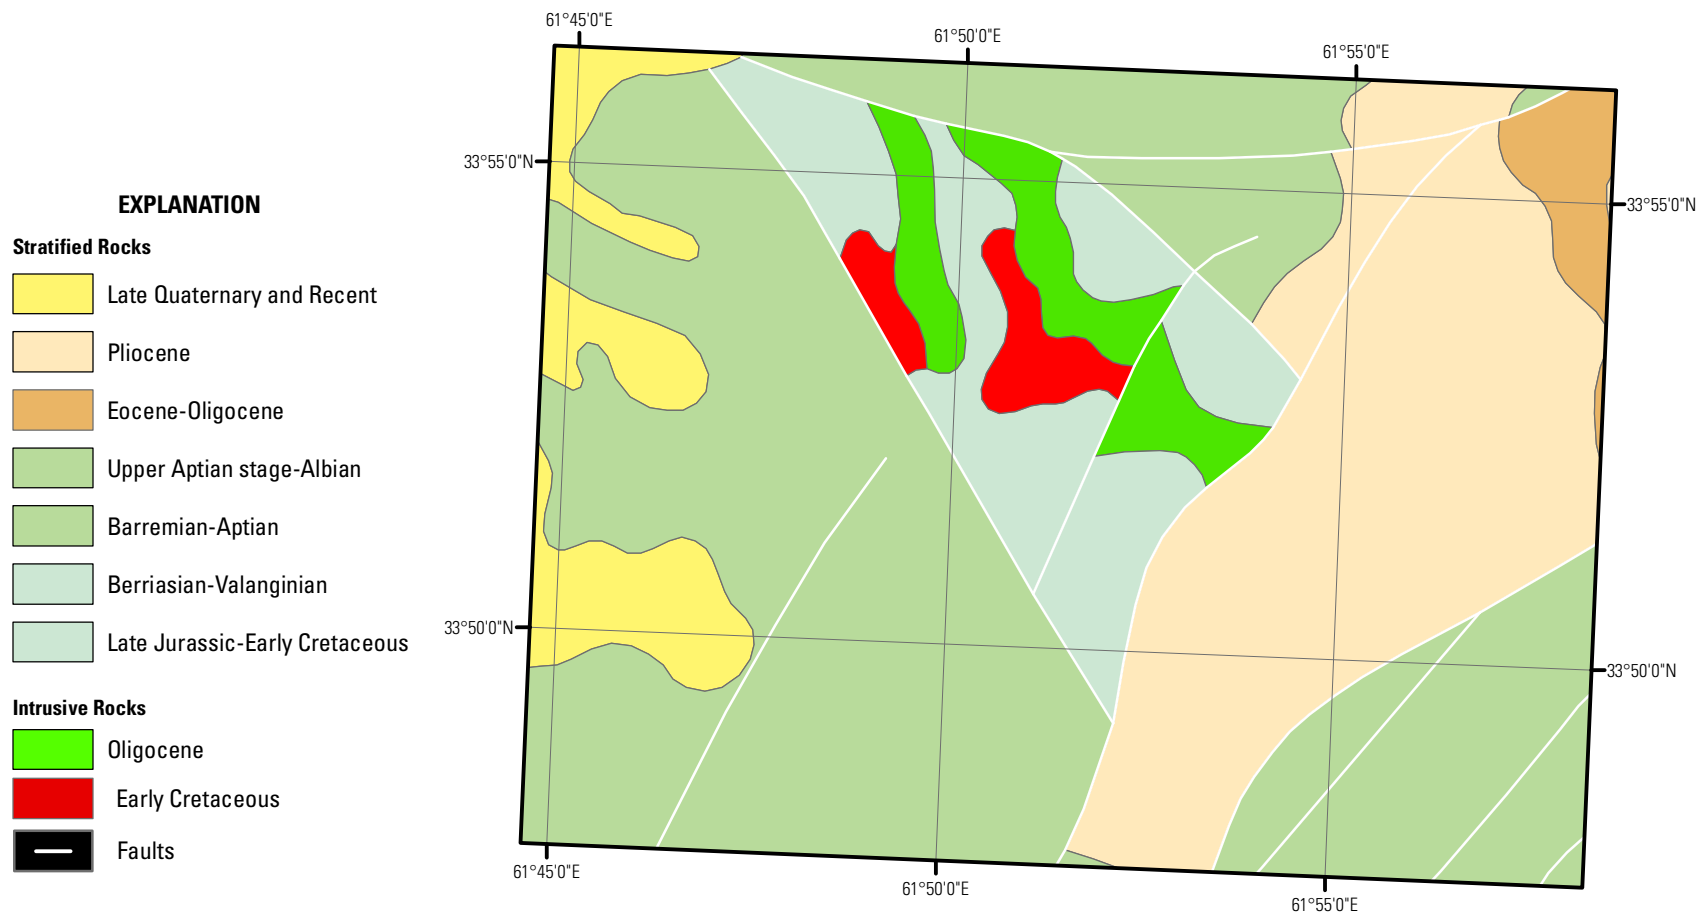 61°45'0"E
61°50'0"E
61°55'0"E
33°55'0"N
33°55'0"N
33°50'0"N
33°50'0"N
61°45'0"E
61°50'0"E
61°55'0"E
EXPLANATION
Stratified Rocks
Late Quaternary and Recent
Pliocene
Eocene-Oligocene
Upper Aptian stage-Albian
Barremian-Aptian
Berriasian-Valanginian
Late Jurassic-Early Cretaceous
Intrusive Rocks
Oligocene
Early Cretaceous
Faults